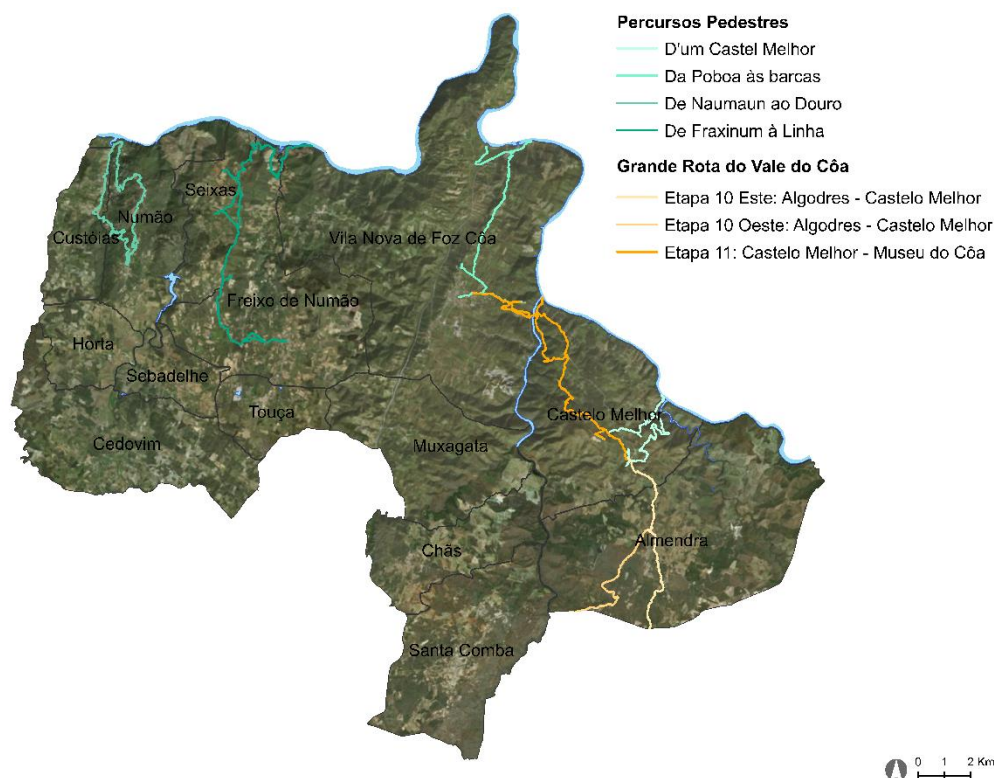 Percursos Pedestres
D'um Castel Melhor
Da Poboa às barcas
De Naumaun ao Douro
De Fraxinum à Linha
Grande Rota do Vale do Côa
Etapa 10 Este: Algodres - Castelo Melhor
Etapa 10 Oeste: Algodres - Castelo Melhor
Etapa 11: Castelo Melhor - Museu do Côa
Seixas
Numão
Custóias
Vila Nova de Foz Côa
Freixo de Numão
Horta
Sebadelhe
Touça
Castelo Melhor
Cedovim
Muxagata
Almendra
Chãs
Santa Comba
0 1 2 Km